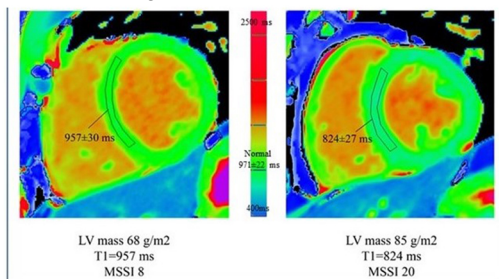 2500 ms
957±30 ms
824±27 ms
Normal
971±22 ms
400ms
LV mass 68 g/m2
T1=957 ms
MSSI 8
LV mass 85 g/m2
T1=824 ms
MSSI 20